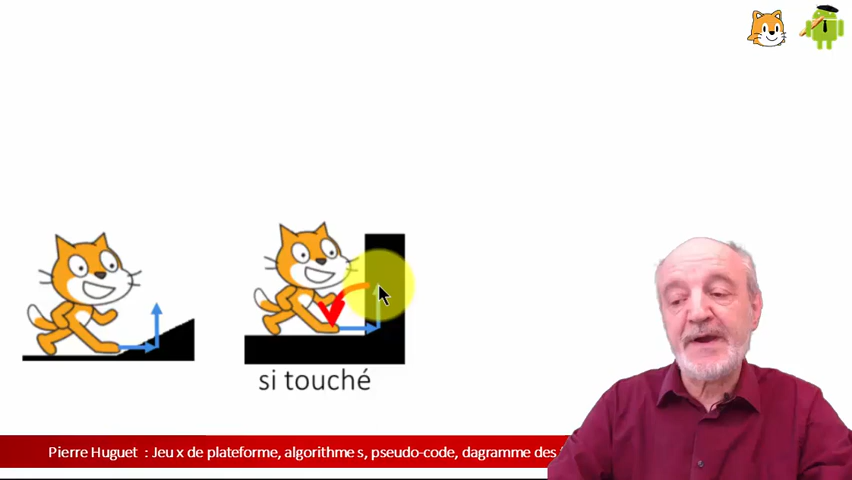 si touché
Pierre Huguet : Jeu x de plateforme, algorithme s, pseudo-code, dagramme des